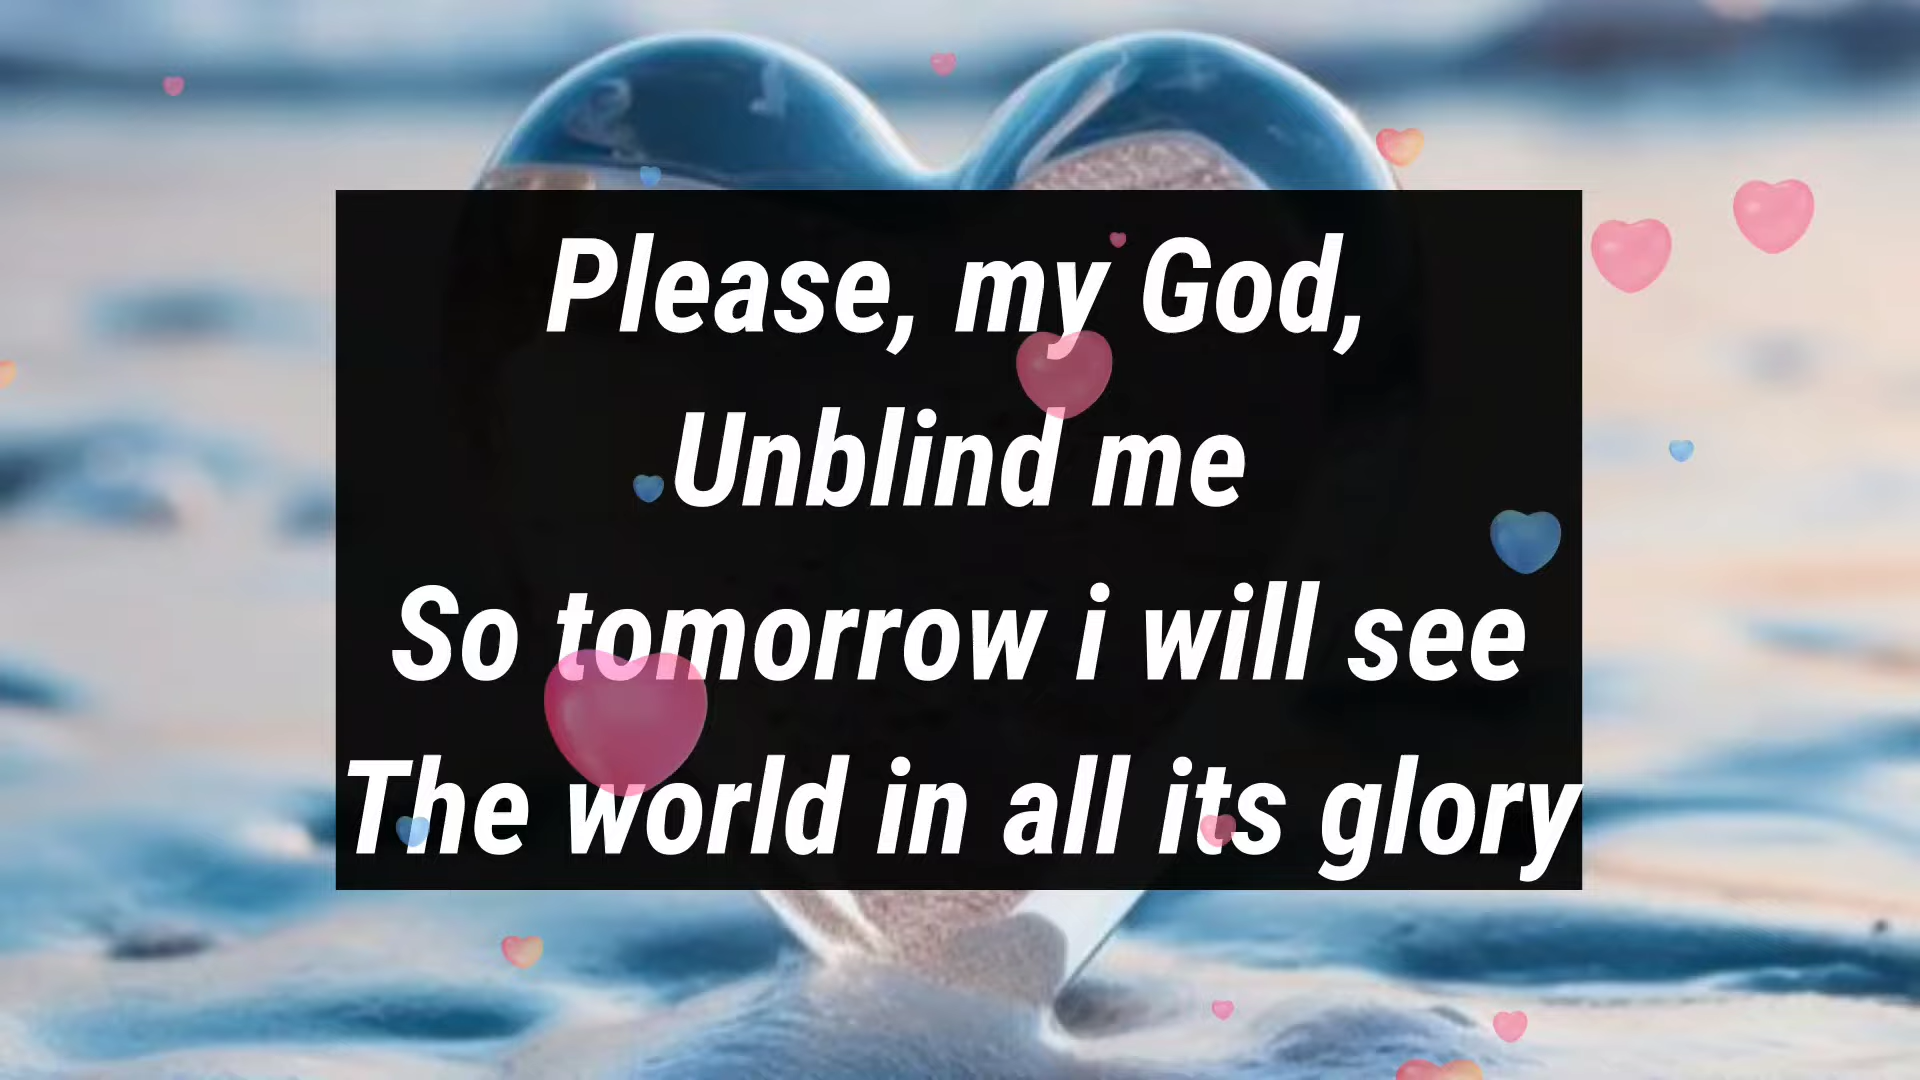 Please, my God,
Unblind me
So tomorrow i will see
The world in all its glory